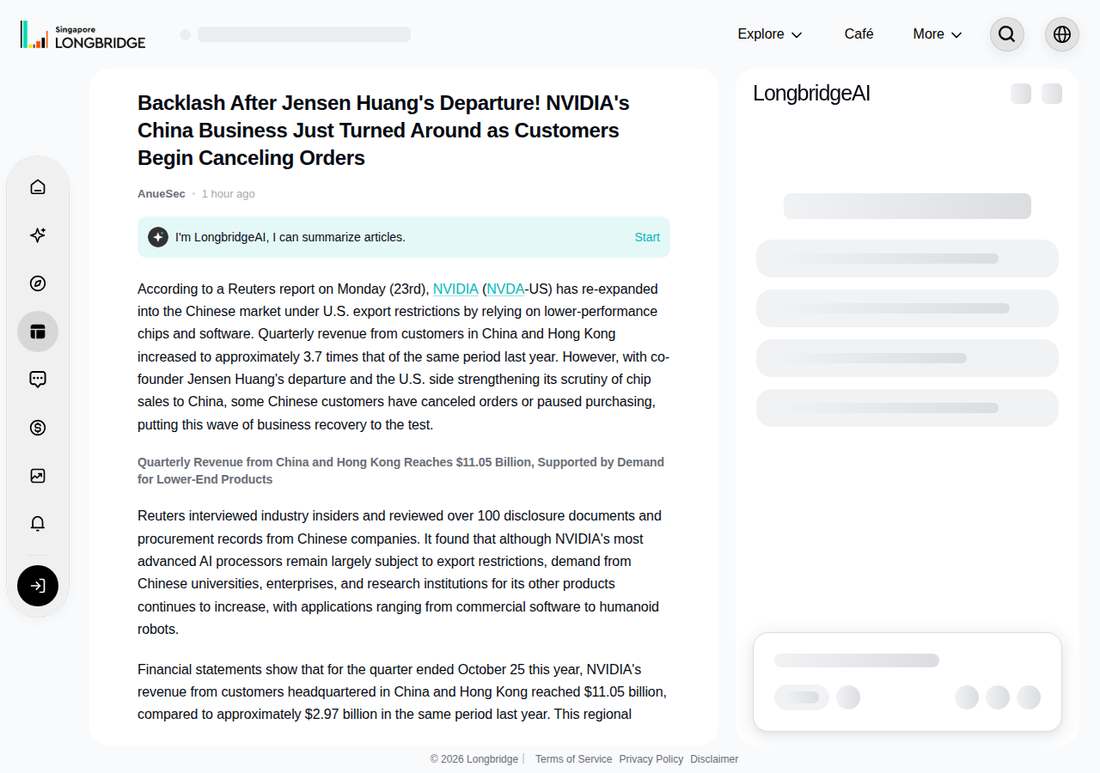 Singapore
LONGBRIDGE
Explore
Café
More
Backlash After Jensen Huang's Departure! NVIDIA's
China Business Just Turned Around as Customers
Begin Canceling Orders
AnueSec
1 hour ago
I'm LongbridgeAI, I can summarize articles.
Start
According to a Reuters report on Monday (23rd), NVIDIA (NVDA-US) has re-expanded
into the Chinese market under U.S. export restrictions by relying on lower-performance
chips and software. Quarterly revenue from customers in China and Hong Kong
increased to approximately 3.7 times that of the same period last year. However, with co-
founder Jensen Huang's departure and the U.S. side strengthening its scrutiny of chip
sales to China, some Chinese customers have canceled orders or paused purchasing,
putting this wave of business recovery to the test.
Quarterly Revenue from China and Hong Kong Reaches $11.05 Billion, Supported by Demand
for Lower-End Products
Reuters interviewed industry insiders and reviewed over 100 disclosure documents and
procurement records from Chinese companies. It found that although NVIDIA's most
advanced AI processors remain largely subject to export restrictions, demand from
Chinese universities, enterprises, and research institutions for its other products
continues to increase, with applications ranging from commercial software to humanoid
robots.
Financial statements show that for the quarter ended October 25 this year, NVIDIA's
revenue from customers headquartered in China and Hong Kong reached $11.05 billion,
compared to approximately $2.97 billion in the same period last year. This regional
LongbridgeAI
© 2026 Longbridge
Terms of Service
Privacy Policy
Disclaimer